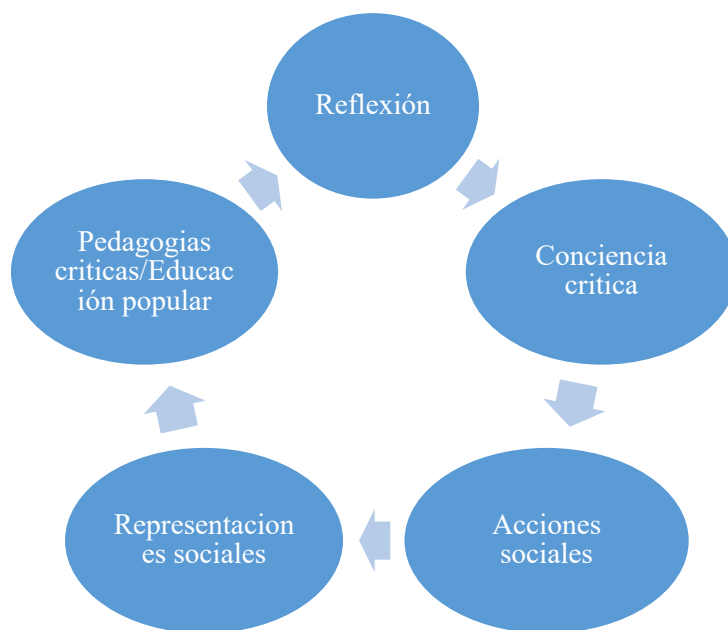 Reflexión
Conciencia
critica
Acciones
sociales
Representacion
es sociales
Pedagogias
criticas/Educac
ión popular